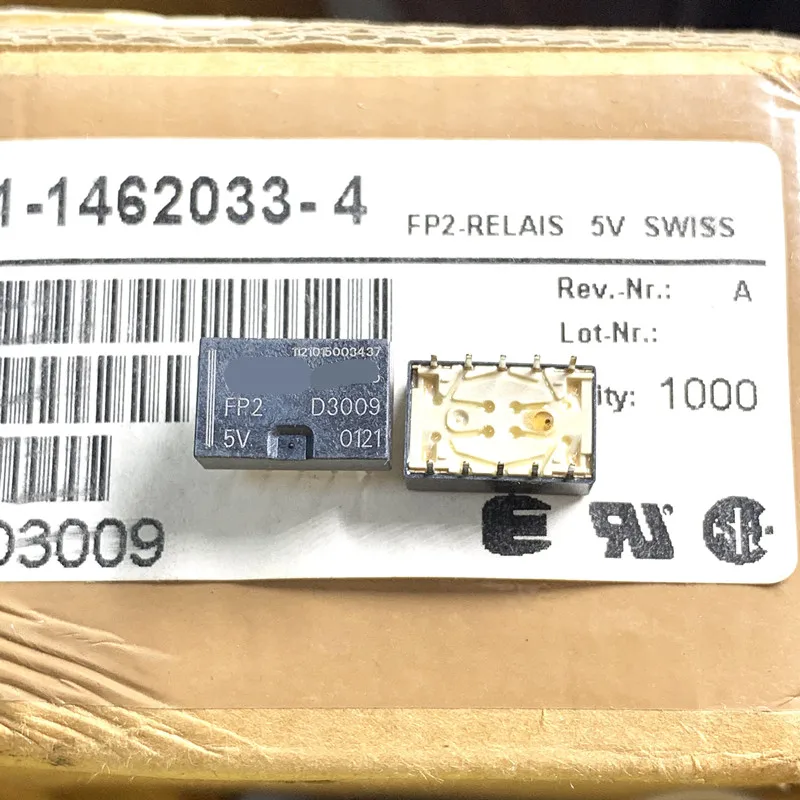 1-1462033-4 FP2-RELAIS 5V SWISS
Rev.-Nr.: A
Lot-Nr.:
ity: 1000
1121015003437
FP2 D3009
5V 0121
D3009